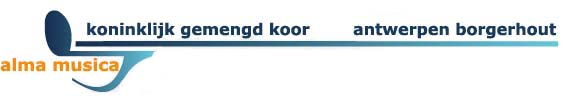 koninklijk gemengd koor antwerpen borgerhout
alma musica